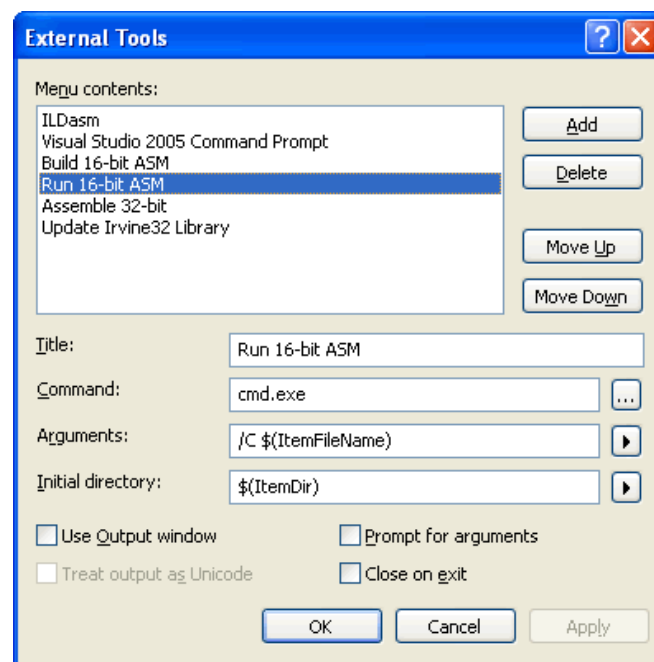 External Tools
Menu contents:
ILDasm
Visual Studio 2005 Command Prompt
Build 16-bit ASM
Run 16-bit ASM
Assemble 32-bit
Update Irvine32 Library
Add
Delete
Move Up
Move Down
Title:
Run 16-bit ASM
Command:
cmd.exe
...
Arguments:
/C $(ItemFileName)
Initial directory:
$(ItemDir)
Use Output window
Prompt for arguments
Treat output as Unicode
Close on exit
OK
Cancel
Apply